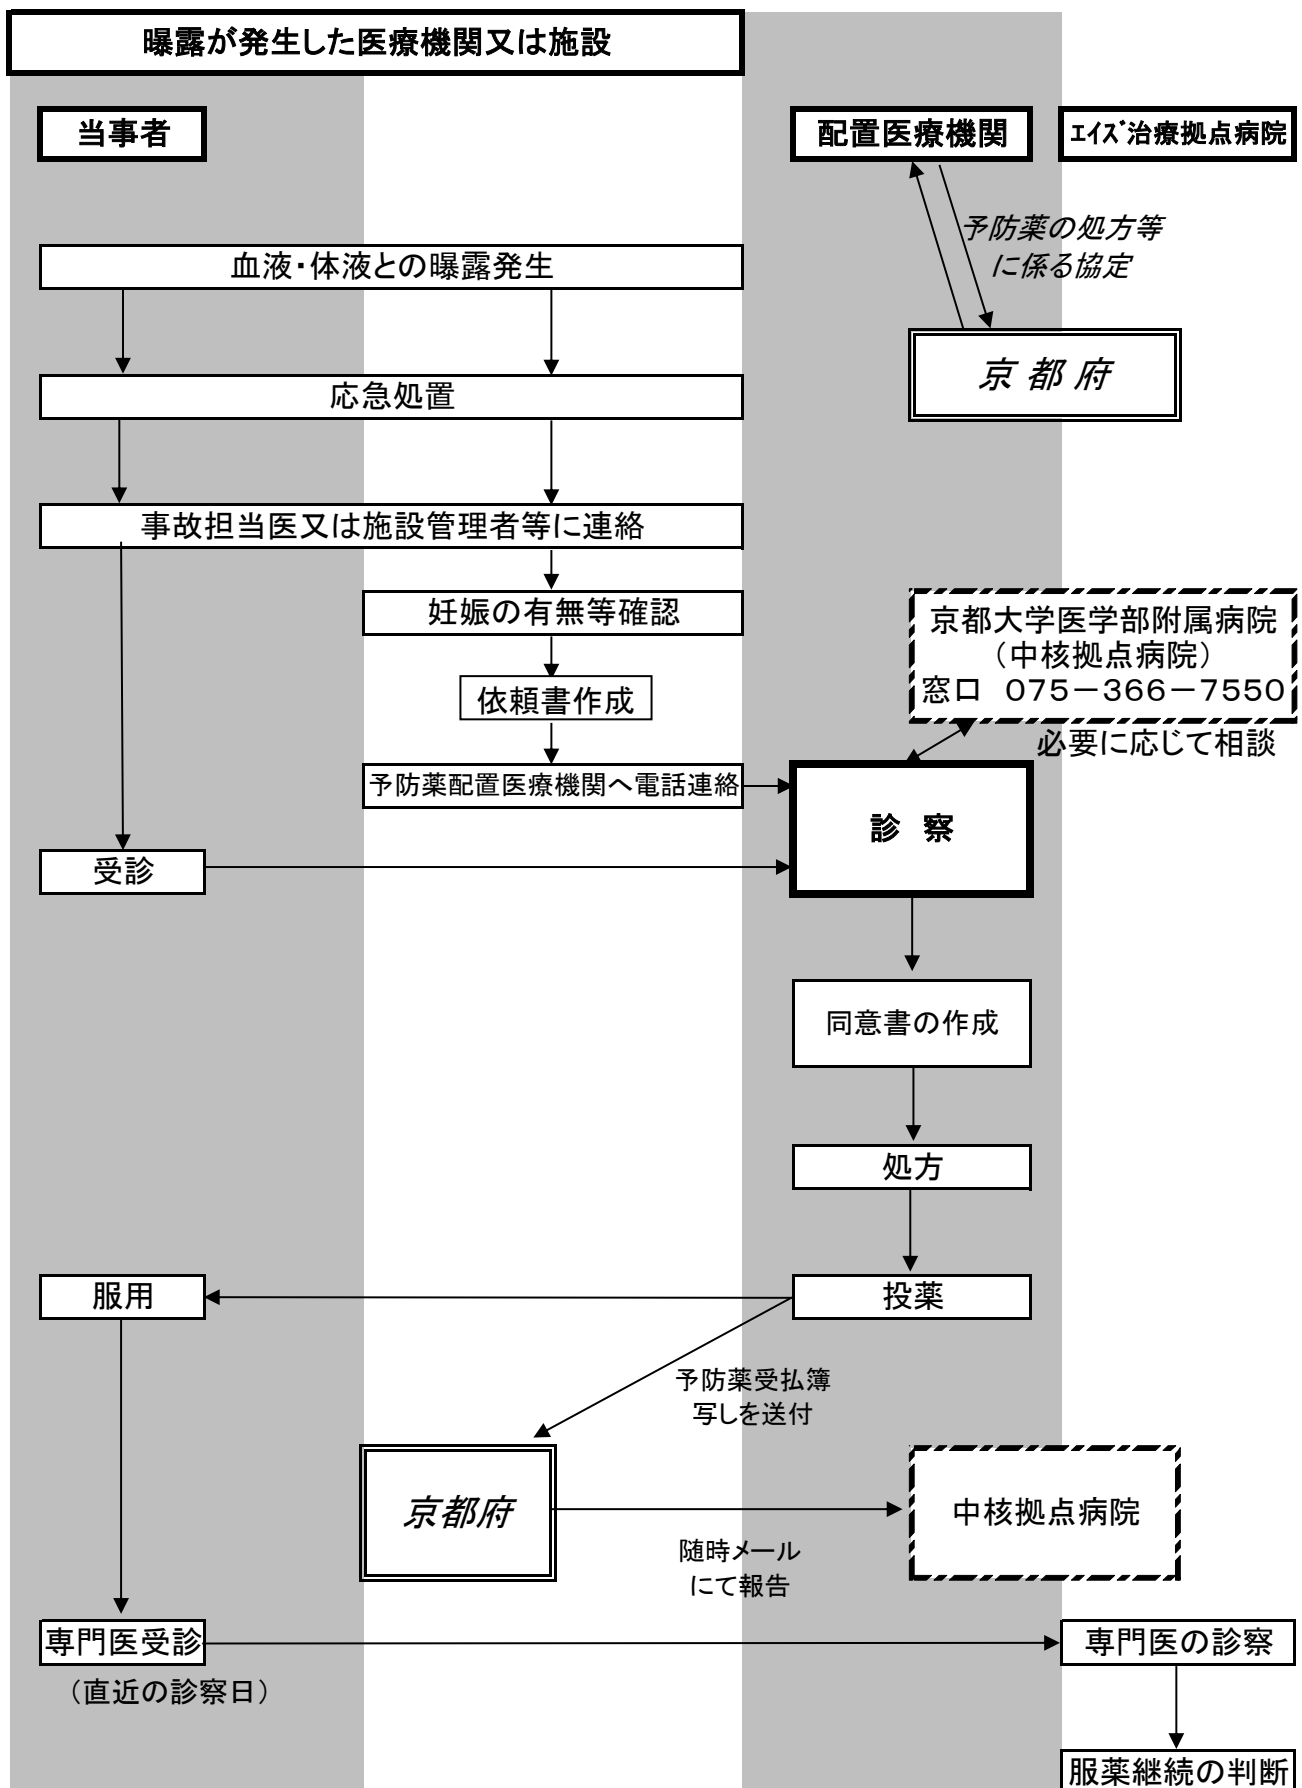 曝露が発生した医療機関又は施設
当事者
配置医療機関
ｴｲｽﾞ治療拠点病院
予防薬の処方等
に係る協定
血液・体液との曝露発生
京 都 府
応急処置
事故担当医又は施設管理者等に連絡
妊娠の有無等確認
京都大学医学部附属病院
（中核拠点病院）
窓口　０７５－３６６－７５５０
依頼書作成
必要に応じて相談
予防薬配置医療機関へ電話連絡
診　察
受診
同意書の作成
処方
服用
投薬
予防薬受払簿
写しを送付
京都府
中核拠点病院
随時メール
にて報告
専門医受診
専門医の診察
（直近の診察日）
服薬継続の判断